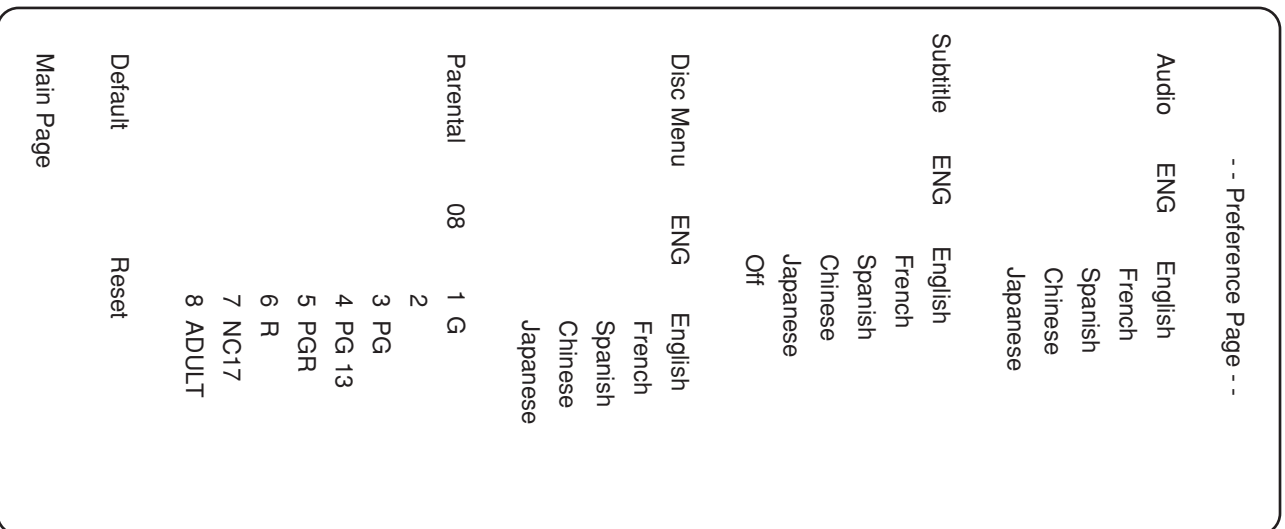 - - Preference Page - -
Audio ENG English
French
Spanish
Chinese
Japanese
Subtitle ENG English
French
Spanish
Chinese
Japanese
Off
Disc Menu ENG English
French
Spanish
Chinese
Japanese
Parental 08 1 G
2
3 PG
4 PG 13
5 PGR
6 R
7 NC17
8 ADULT
Default Reset
Main Page